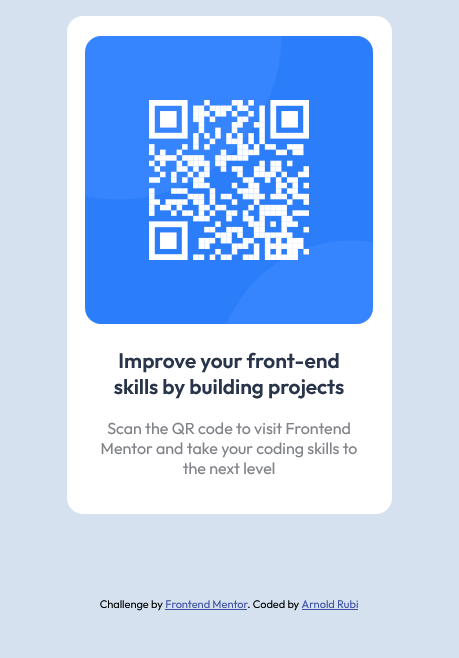 Improve your front-end
skills by building projects
Scan the QR code to visit Frontend
Mentor and take your coding skills to
the next level
Challenge by Frontend Mentor. Coded by Arnold Rubi